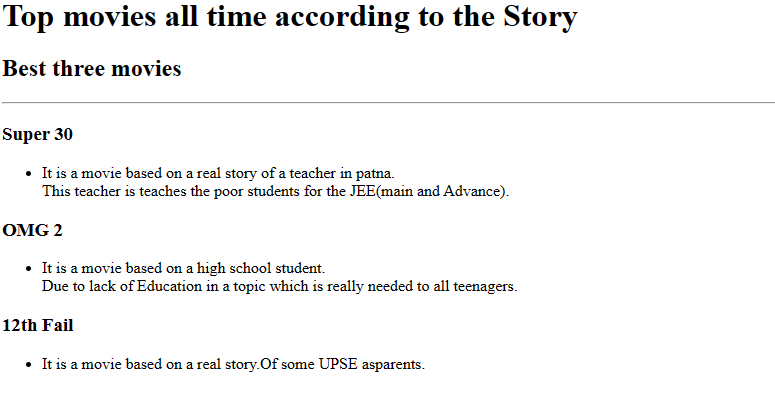 Top movies all time according to the Story
Best three movies
Super 30
It is a movie based on a real story of a teacher in patna.
This teacher is teaches the poor students for the JEE(main and Advance).
OMG 2
It is a movie based on a high school student.
Due to lack of Education in a topic which is really needed to all teenagers.
12th Fail
It is a movie based on a real story.Of some UPSE asparents.